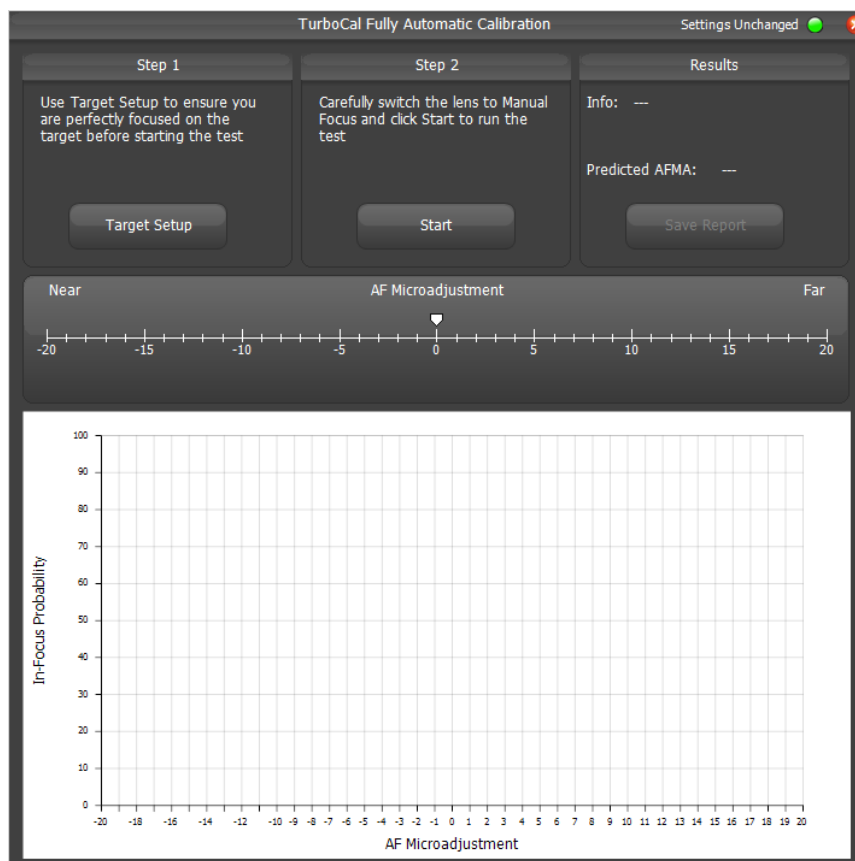 TurboCal Fully Automatic Calibration
Settings Unchanged
Step 1
Use Target Setup to ensure you
are perfectly focused on the
target before starting the test
Target Setup
Step 2
Carefully switch the lens to Manual
Focus and click Start to run the
test
Start
Results
Info: ---
Predicted AFMA: ---
Save Report
Near AF Microadjustment Far
-20 -15 -10 -5 0 5 10 15 20
In-Focus Probability
100
90
80
70
60
50
40
30
20
10
0
-20 -18 -16 -14 -12 -10 -9 -8 -7 -6 -5 -4 -3 -2 -1 0 1 2 3 4 5 6 7 8 9 10 11 12 13 14 15 16 17 18 19 20
AF Microadjustment